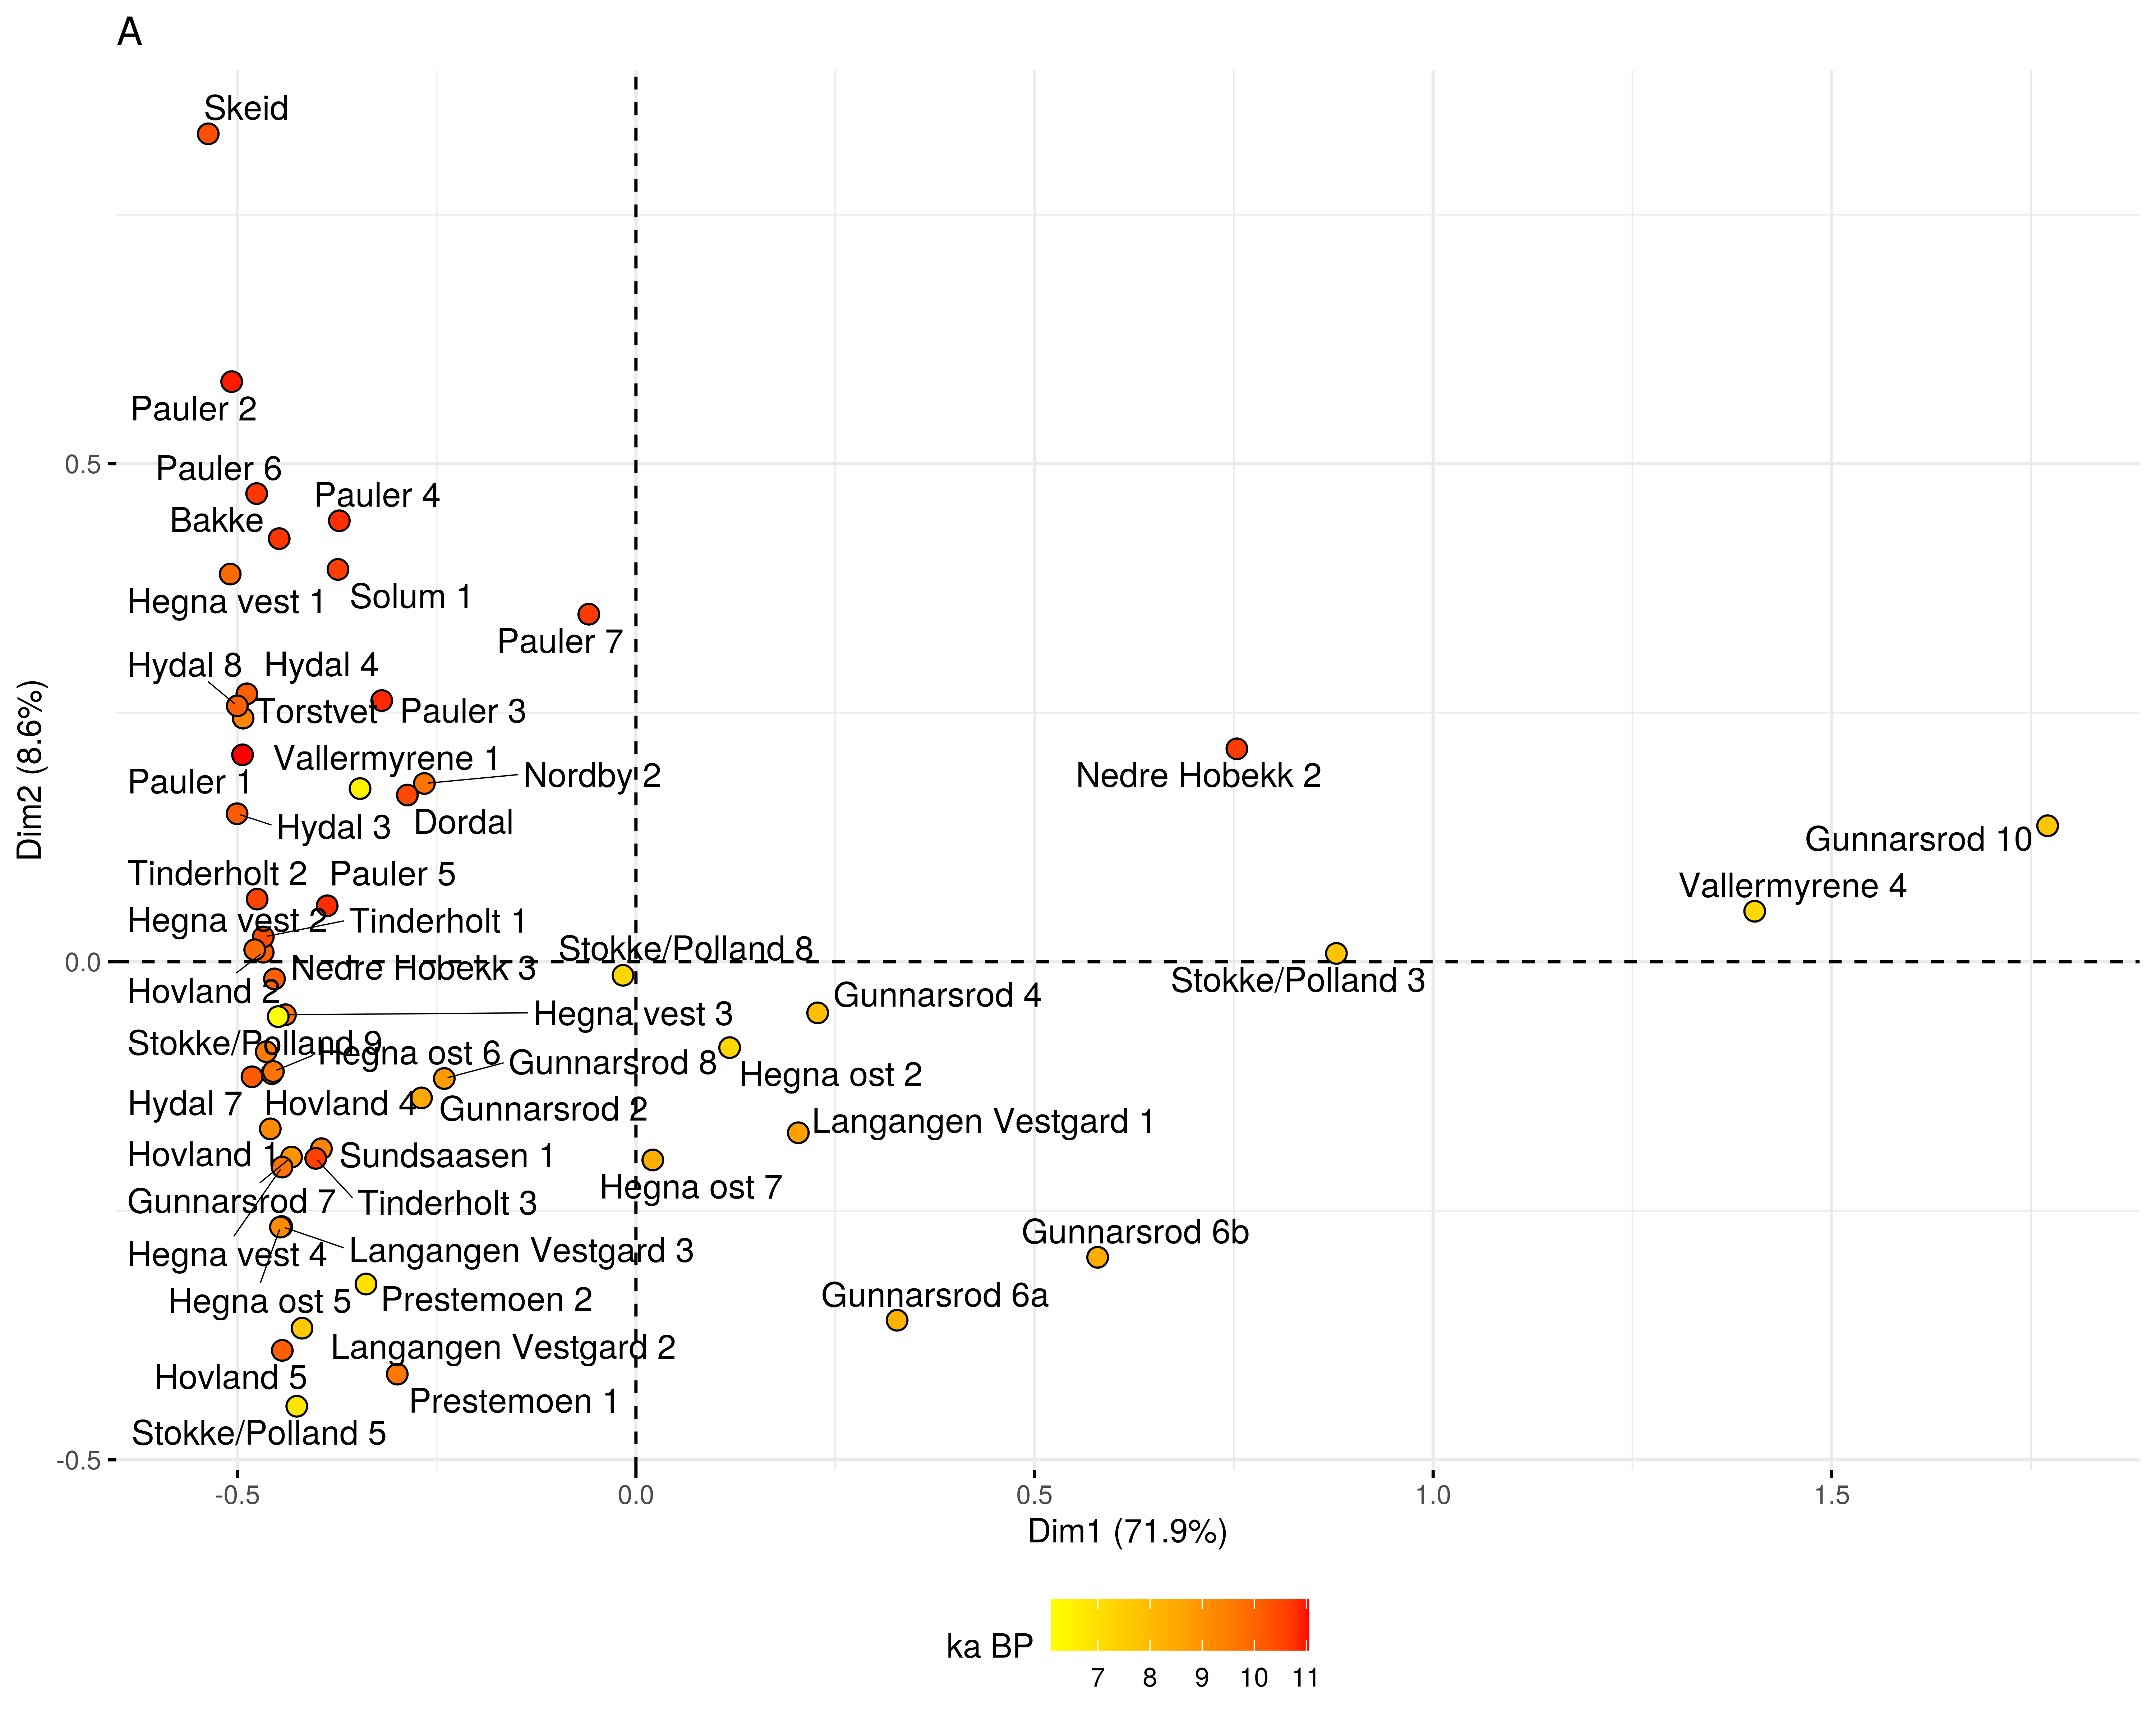 A
Skeid
Pauler 2
0.5
Pauler 6
Pauler 4
Bakke
Hegna vest 1
Solum 1
Pauler 7
Hydal 8
Hydal 4
Torstvet
Pauler 3
Vallermyrene 1
Pauler 1
Nordby 2
Nedre Hobekk 2
Hydal 3
Dordal
Gunnarsrod 10
Tinderholt 2
Pauler 5
Vallermyrene 4
Hegna vest 2
Tinderholt 1
Stokke/Polland 8
0.0
Nedre Hobekk 3
Stokke/Polland 3
Hovland 2
Gunnarsrod 4
Hegna vest 3
Stokke/Polland 9
Hegna ost 6
Gunnarsrod 8
Hegna ost 2
Hydal 7
Hovland 4
Gunnarsrod 2
Langangen Vestgard 1
Hovland 1
Sundsaasen 1
Hegna ost 7
Gunnarsrod 7
Tinderholt 3
Gunnarsrod 6b
Hegna vest 4
Langangen Vestgard 3
Hegna ost 5
Prestemoen 2
Gunnarsrod 6a
Langangen Vestgard 2
Hovland 5
Prestemoen 1
Stokke/Polland 5
-0.5
Dim2 (8.6%)
-0.5 0.0 0.5 1.0 1.5
Dim1 (71.9%)
ka BP
7 8 9 10 11